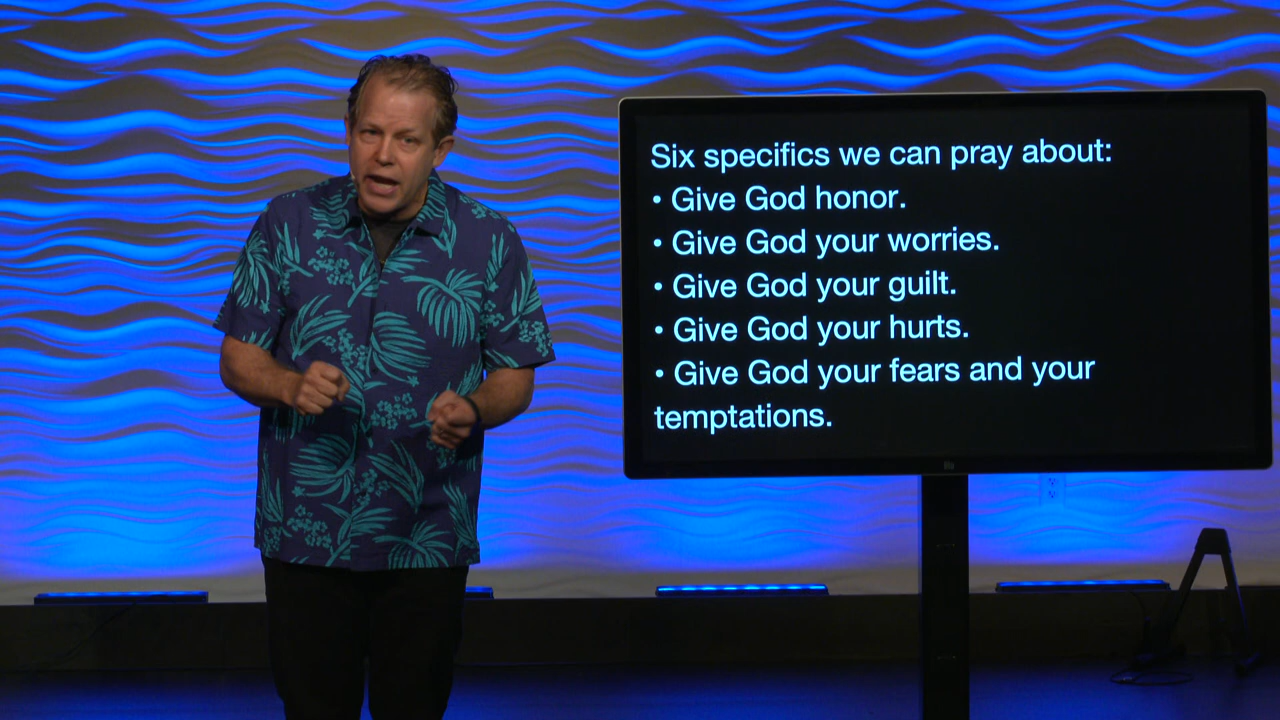 Six specifics we can pray about:
• Give God honor.
• Give God your worries.
• Give God your guilt.
• Give God your hurts.
• Give God your fears and your
temptations.